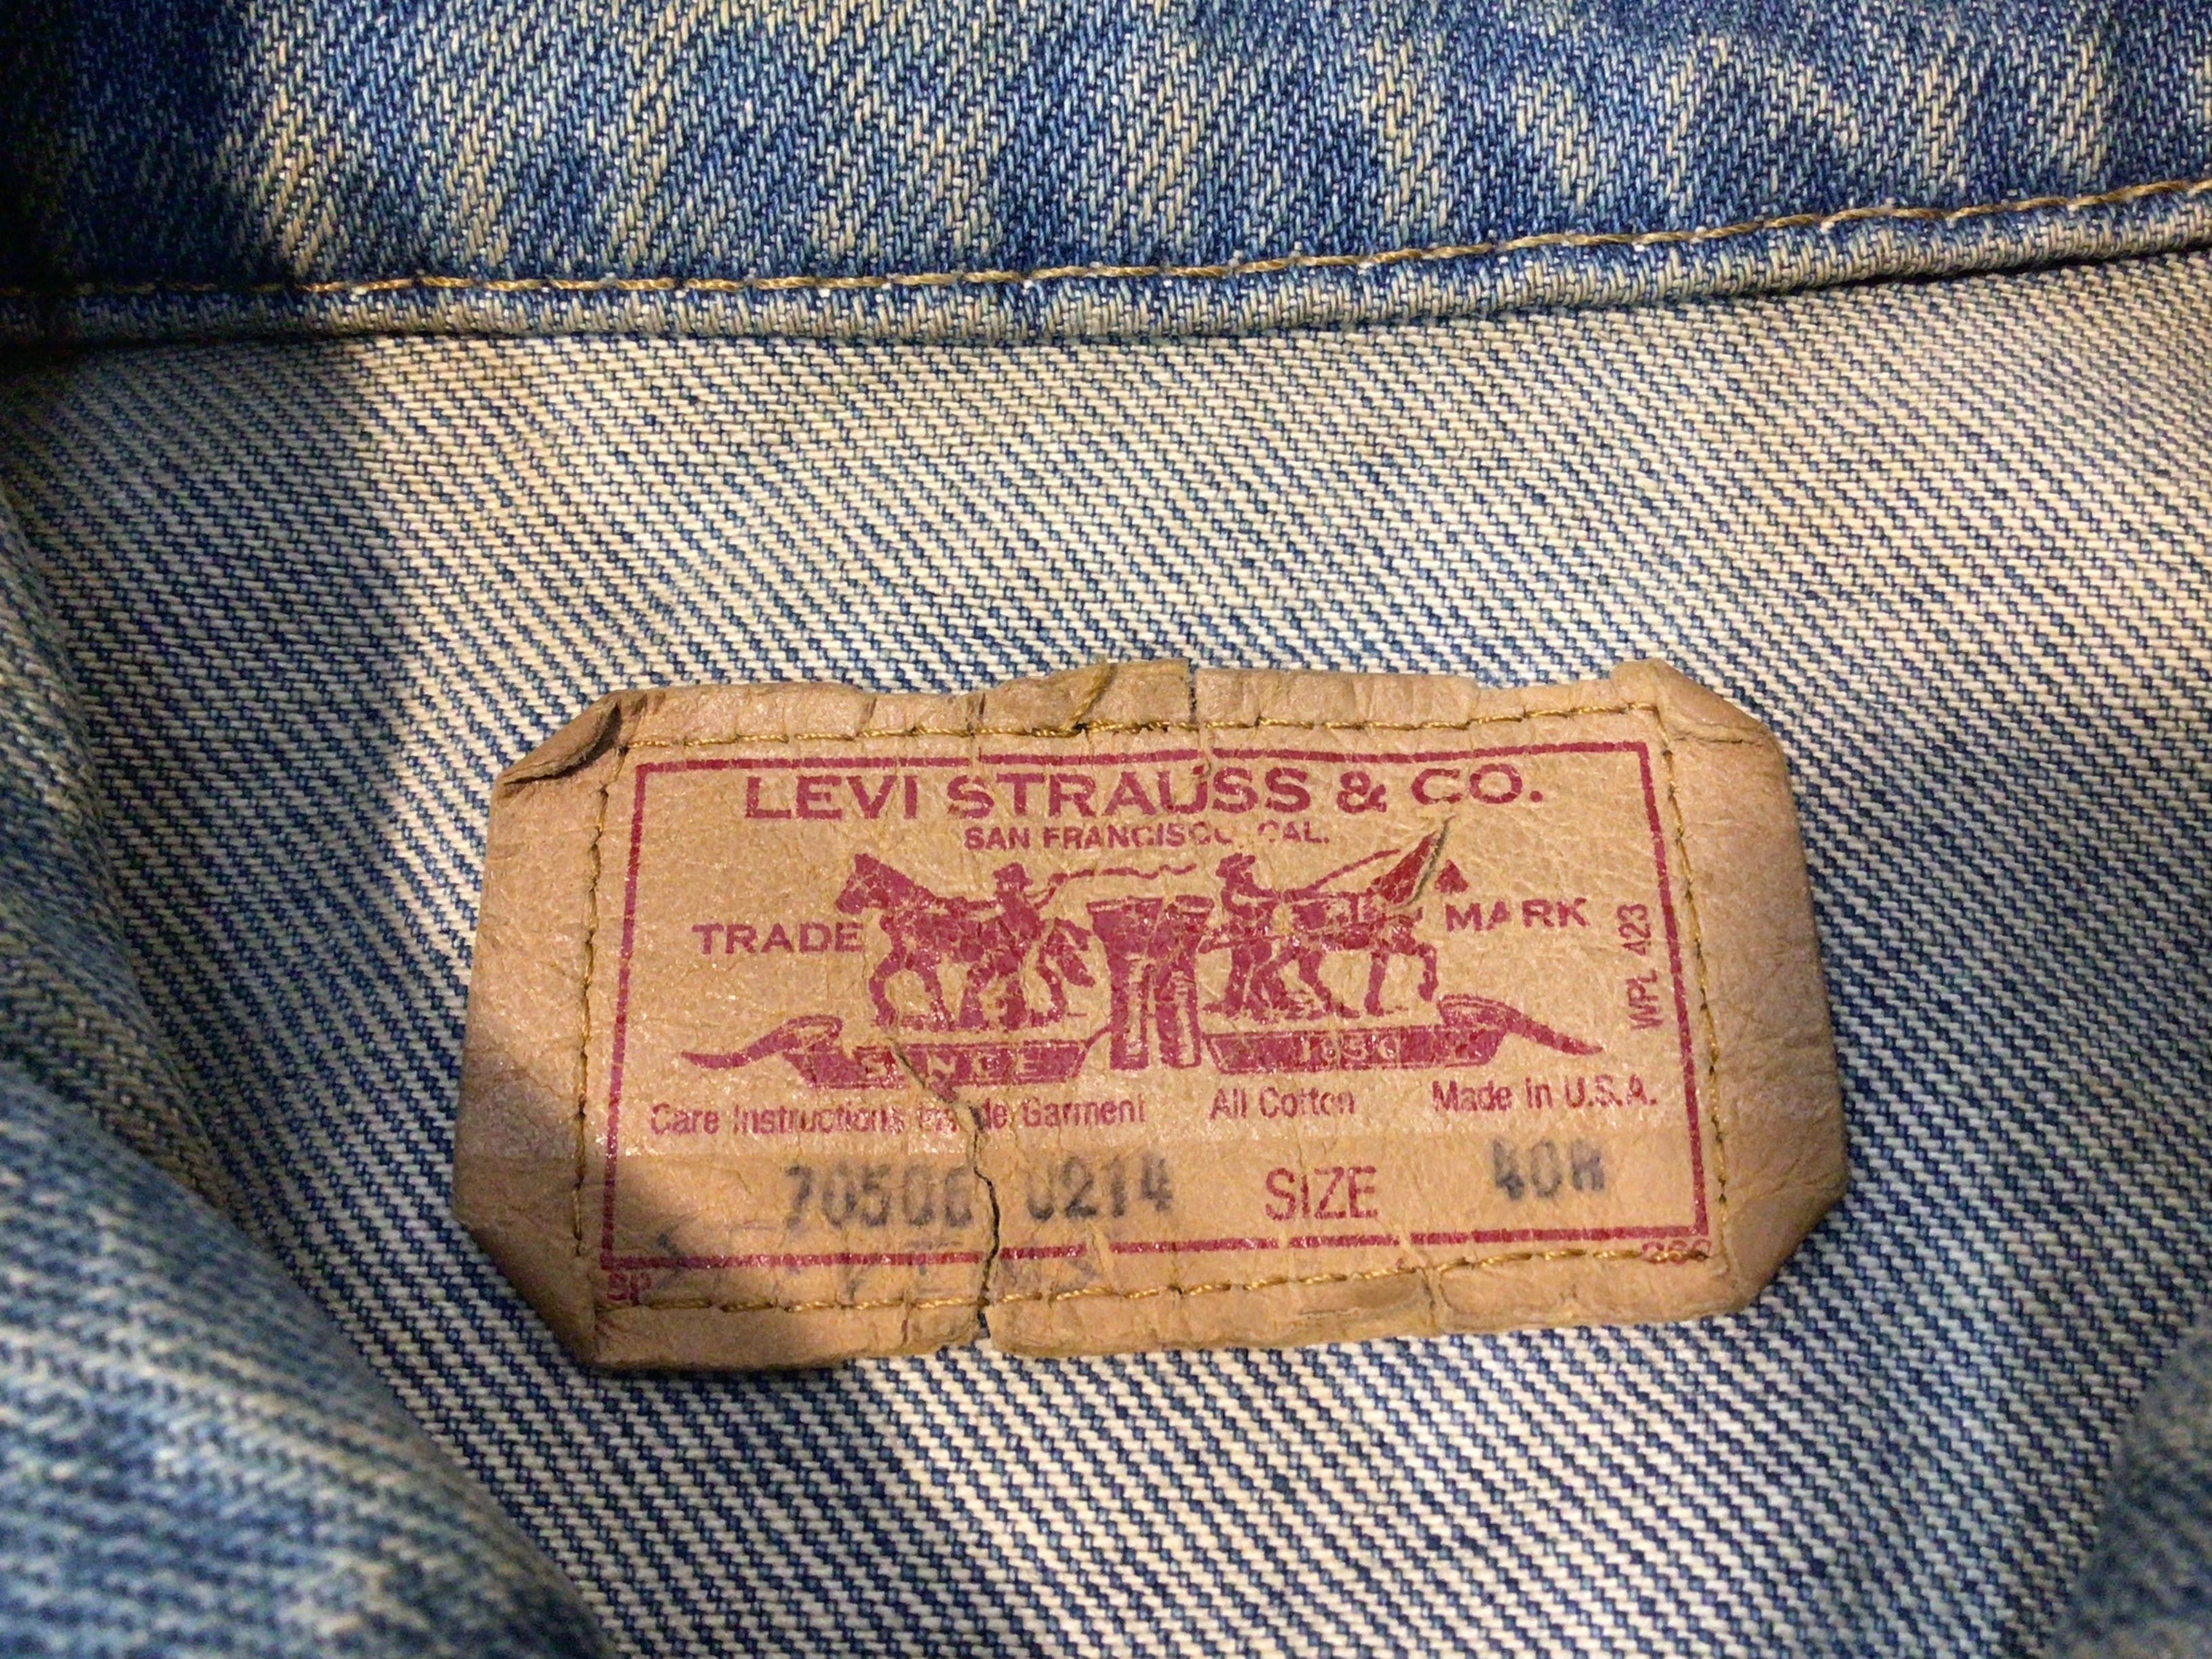 LEVI STRAUSS & CO.
SAN FRANCISCO, CAL.
TRADE MARK
WPL 423
SINCE
Care Instructions Inside Garment All Cotton Made in U.S.A.
70506 0214 SIZE 40R